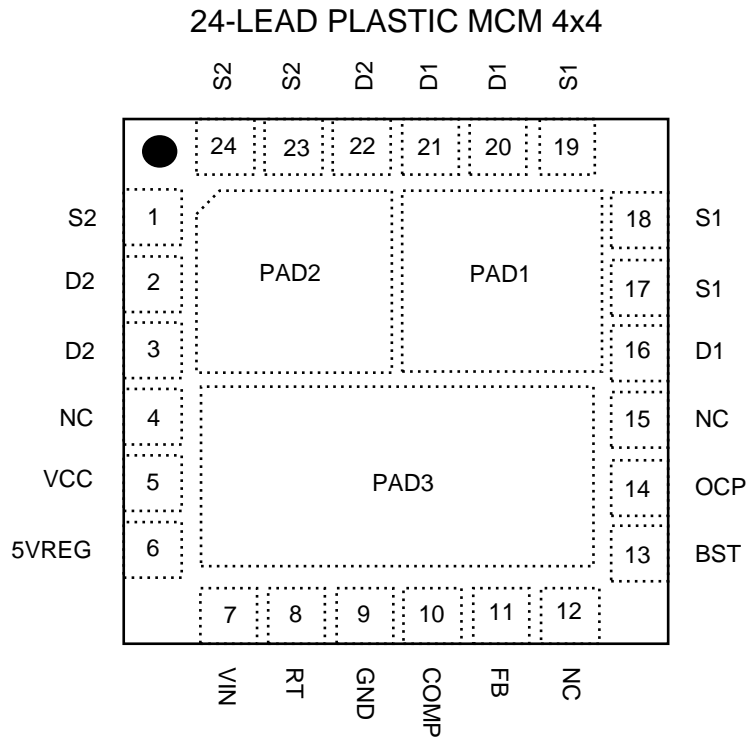 24-LEAD PLASTIC MCM 4x4
S2 S2 D2 D1 D1 S1
24 23 22 21 20 19
S2 1 18 S1
PAD2 PAD1
D2 2 17 S1
D2 3 16 D1
NC 4 15 NC
VCC 5 PAD3 14 OCP
5VREG 6 13 BST
7 8 9 10 11 12
VIN RT GND COMP FB NC